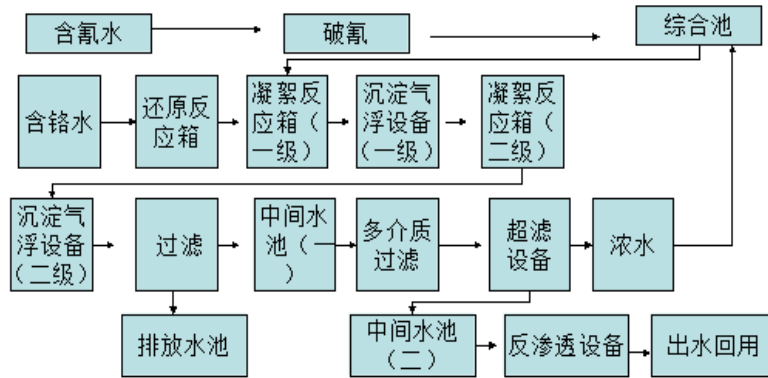 含氰水
破氰
综合池
含铬水
还原反
应箱
凝絮反
应箱（
一级）
沉淀气
浮设备
（一级）
凝絮反
应箱（
二级）
沉淀气
浮设备
（二级）
过滤
中间水
池（一
）
多介质
过滤
超滤
设备
浓水
排放水池
中间水池
（二）
反渗透设备
出水回用